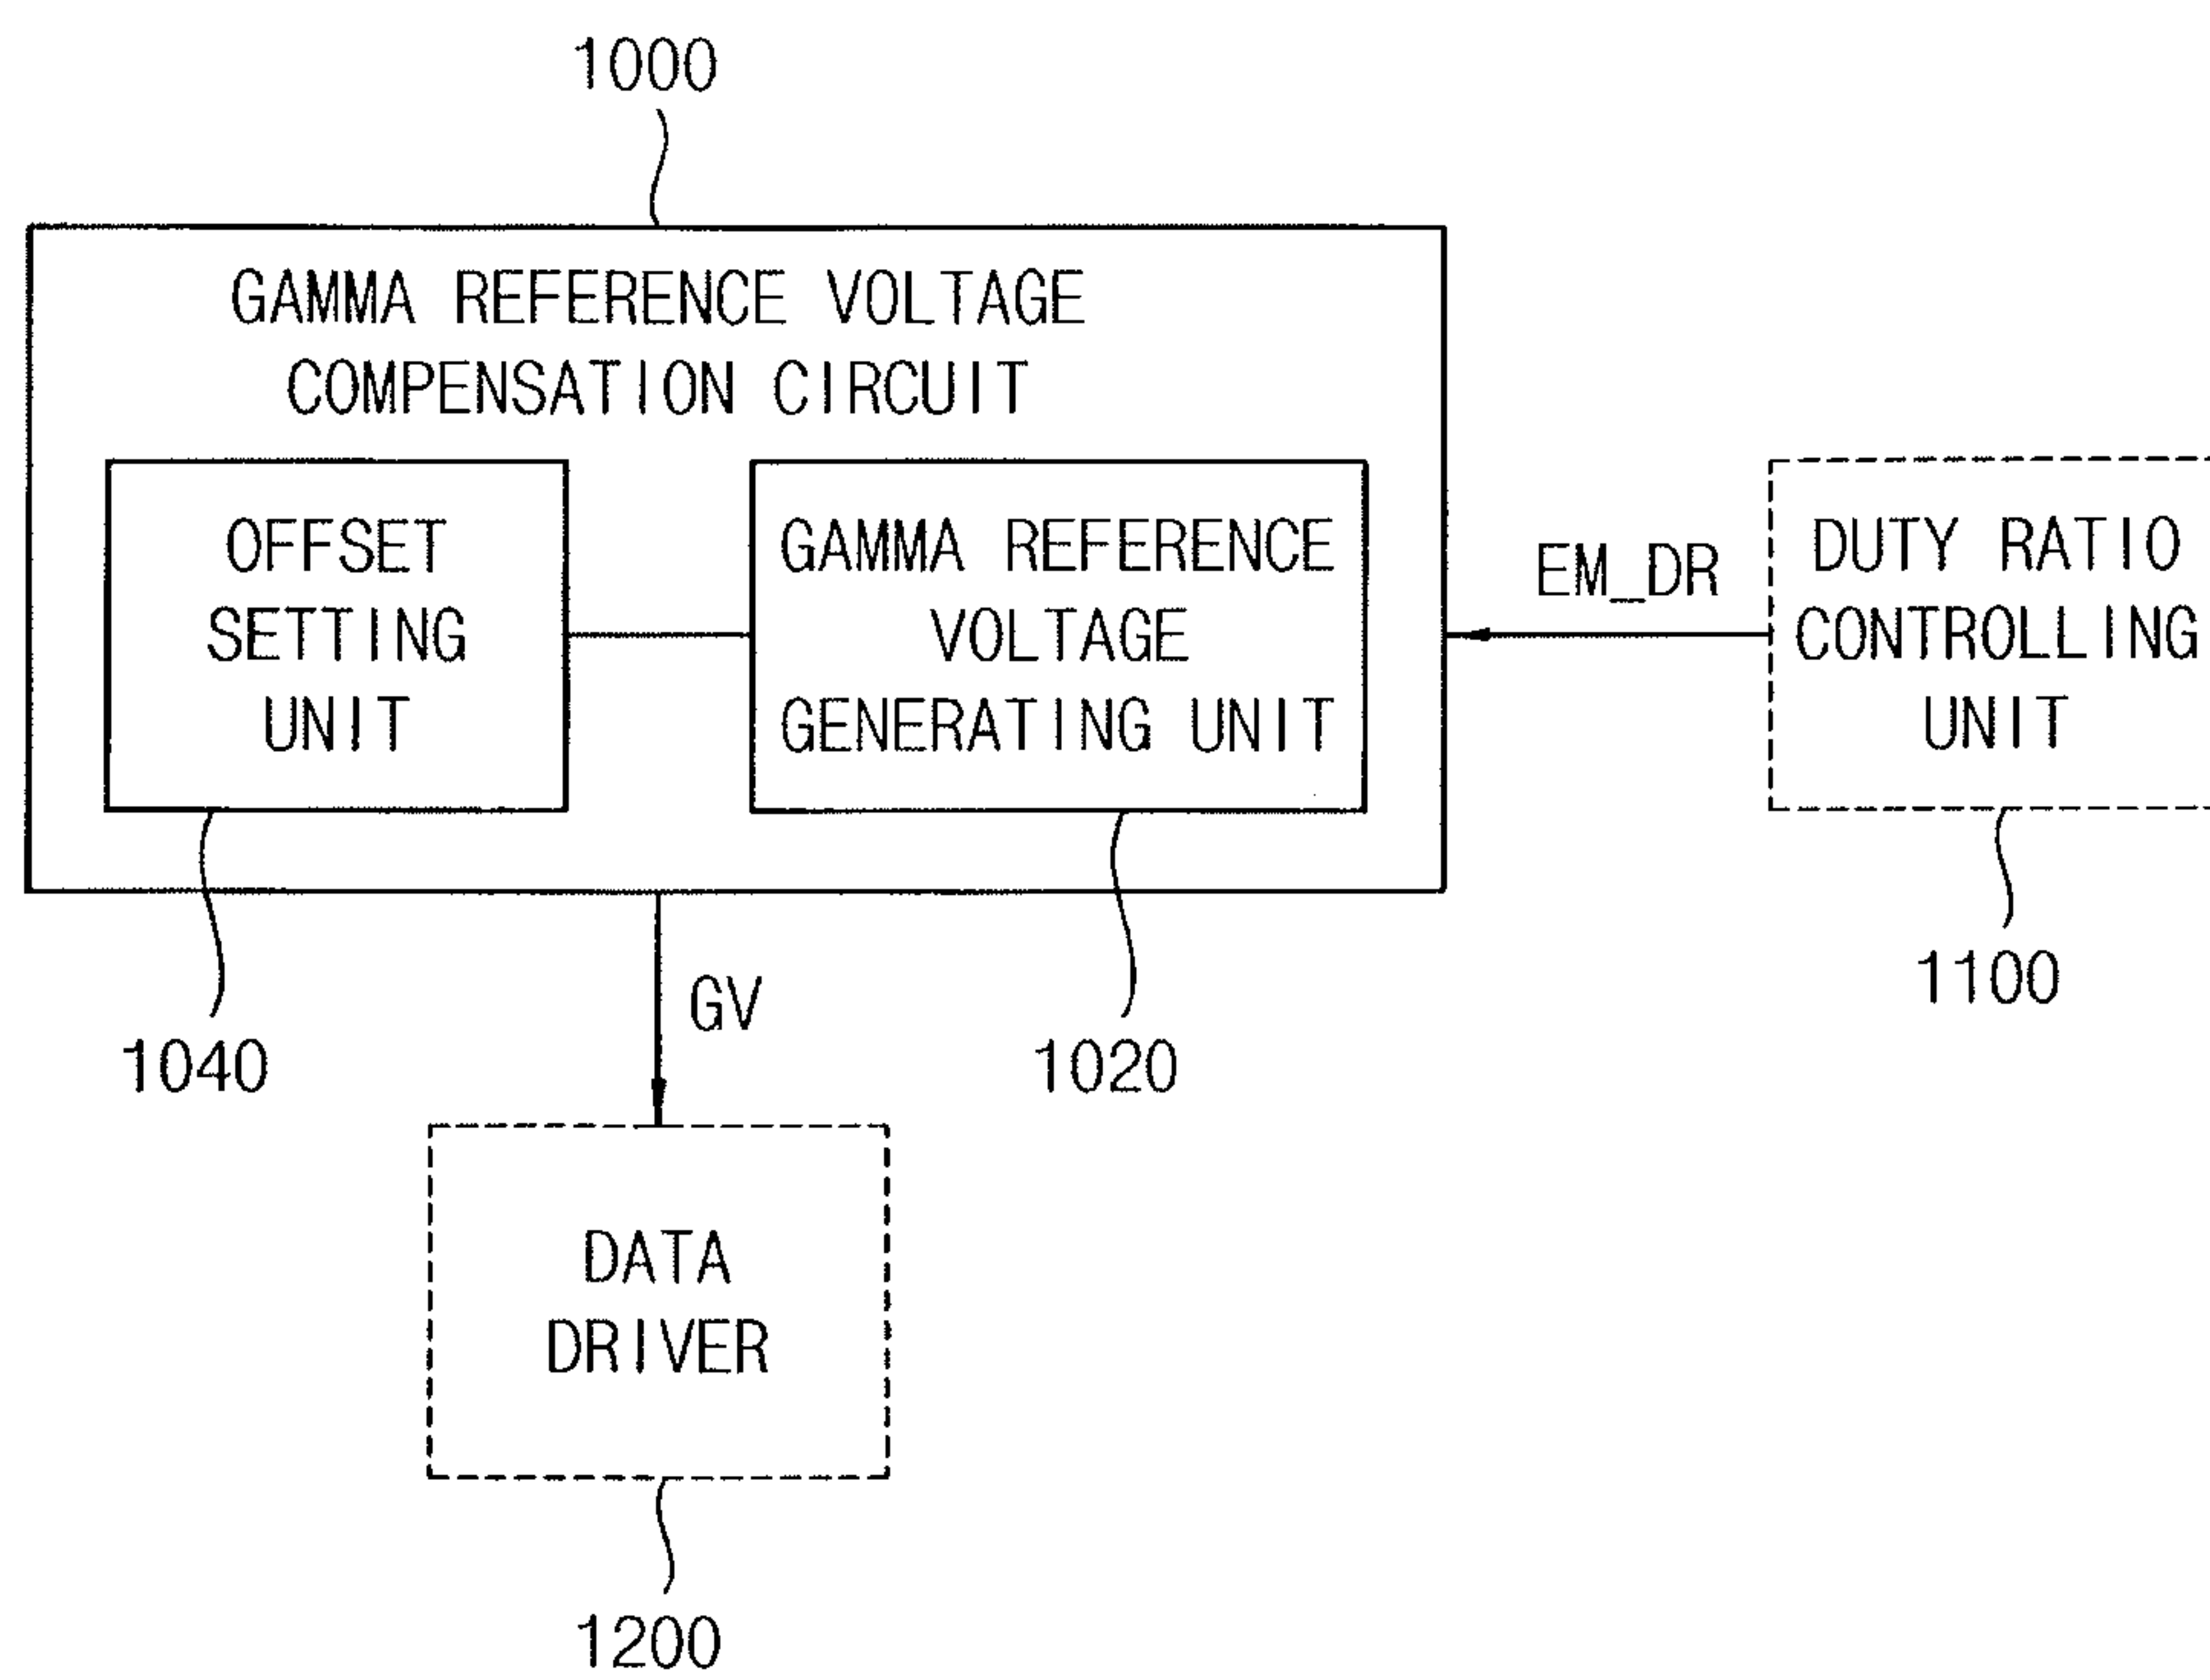 1000
GAMMA REFERENCE VOLTAGE
COMPENSATION CIRCUIT
OFFSET
SETTING
UNIT
GAMMA REFERENCE
VOLTAGE
GENERATING UNIT
EM_DR
DUTY RATIO
CONTROLLING
UNIT
1040
GV
1020
1100
DATA
DRIVER
1200